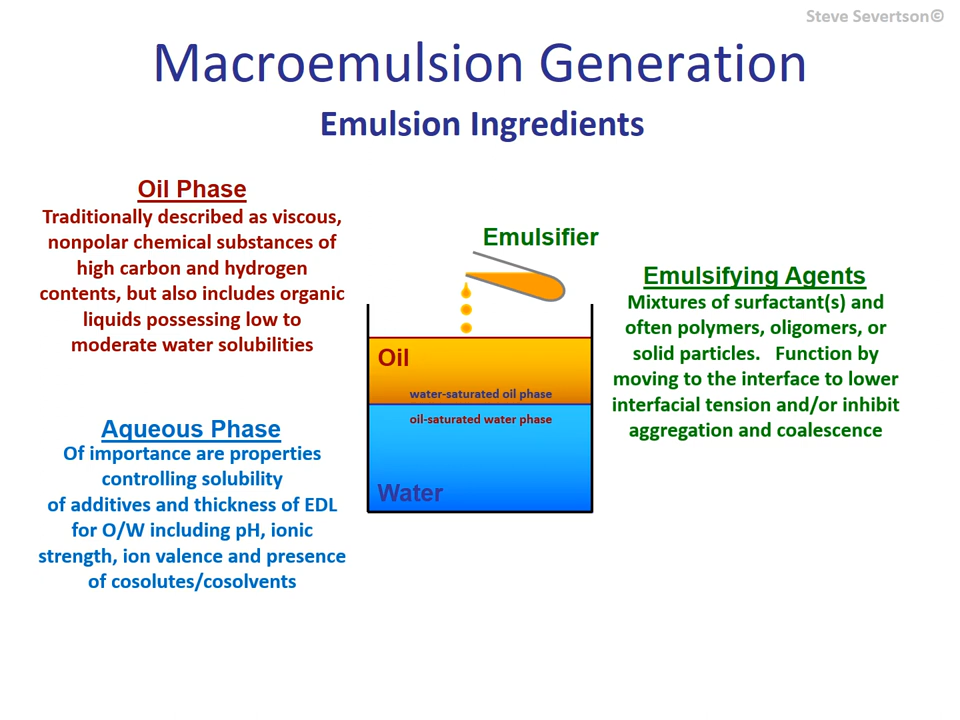 Steve Severtson©
Macroemulsion Generation
Emulsion Ingredients
Oil Phase
Traditionally described as viscous,
nonpolar chemical substances of
high carbon and hydrogen
contents, but also includes organic
liquids possessing low to
moderate water solubilities
Aqueous Phase
Of importance are properties
controlling solubility
of additives and thickness of EDL
for O/W including pH, ionic
strength, ion valence and presence
of cosolutes/cosolvents
Emulsifier
Oil
water-saturated oil phase
oil-saturated water phase
Water
Emulsifying Agents
Mixtures of surfactant(s) and
often polymers, oligomers, or
solid particles. Function by
moving to the interface to lower
interfacial tension and/or inhibit
aggregation and coalescence